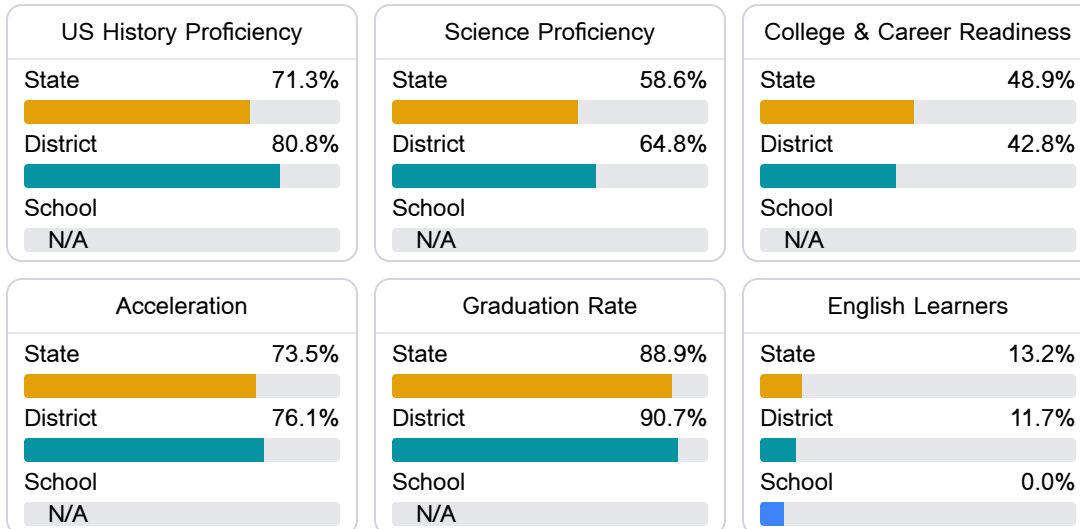 US History Proficiency
State 71.3%
District 80.8%
School
N/A
Science Proficiency
State 58.6%
District 64.8%
School
N/A
College & Career Readiness
State 48.9%
District 42.8%
School
N/A
Acceleration
State 73.5%
District 76.1%
School
N/A
Graduation Rate
State 88.9%
District 90.7%
School
N/A
English Learners
State 13.2%
District 11.7%
School 0.0%